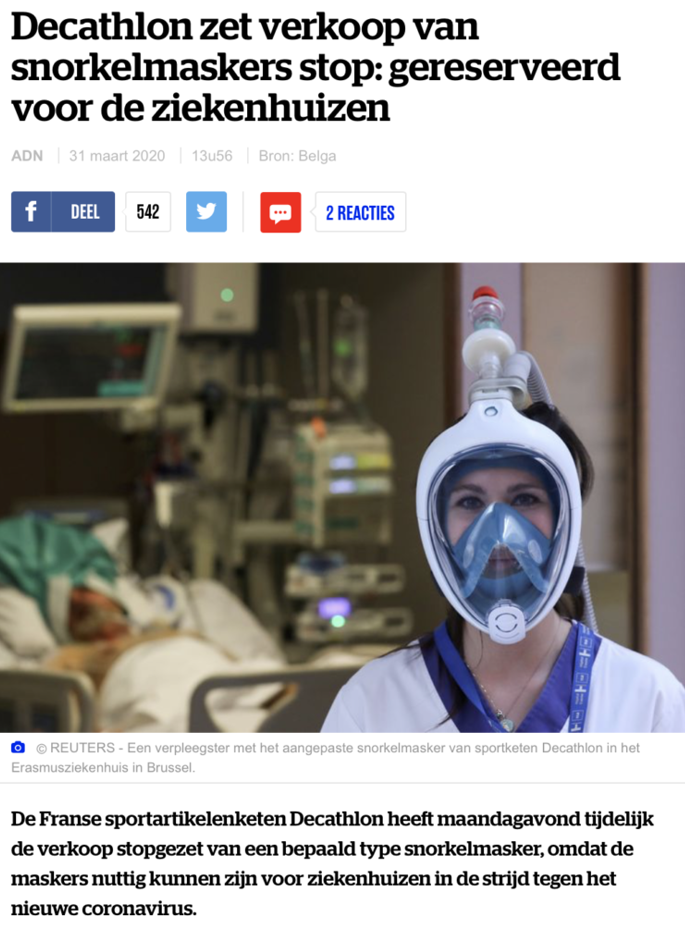 Decathlon zet verkoop van
snorkelmaskers stop: gereserveerd
voor de ziekenhuizen
ADN | 31 maart 2020 | 13u56 | Bron: Belga
f DEEL 542 2 REACTIES
© REUTERS - Een verpleegster met het aangepaste snorkelmasker van sportketen Decathlon in het
Erasmusziekenhuis in Brussel.
De Franse sportartikelenketen Decathlon heeft maandagavond tijdelijk
de verkoop stopgezet van een bepaald type snorkelmasker, omdat de
maskers nuttig kunnen zijn voor ziekenhuizen in de strijd tegen het
nieuwe coronavirus.